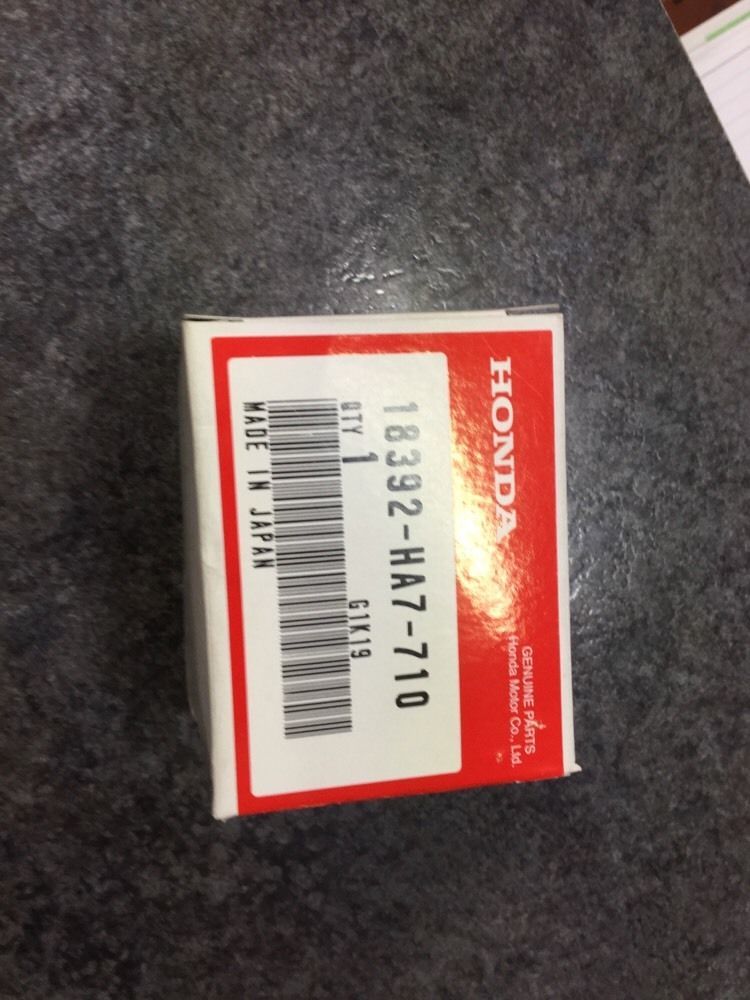 HONDA
GENUINE PARTS
Honda Motor Co., Ltd.
18392-HA7-710
QTY 1 G1K19
MADE IN JAPAN